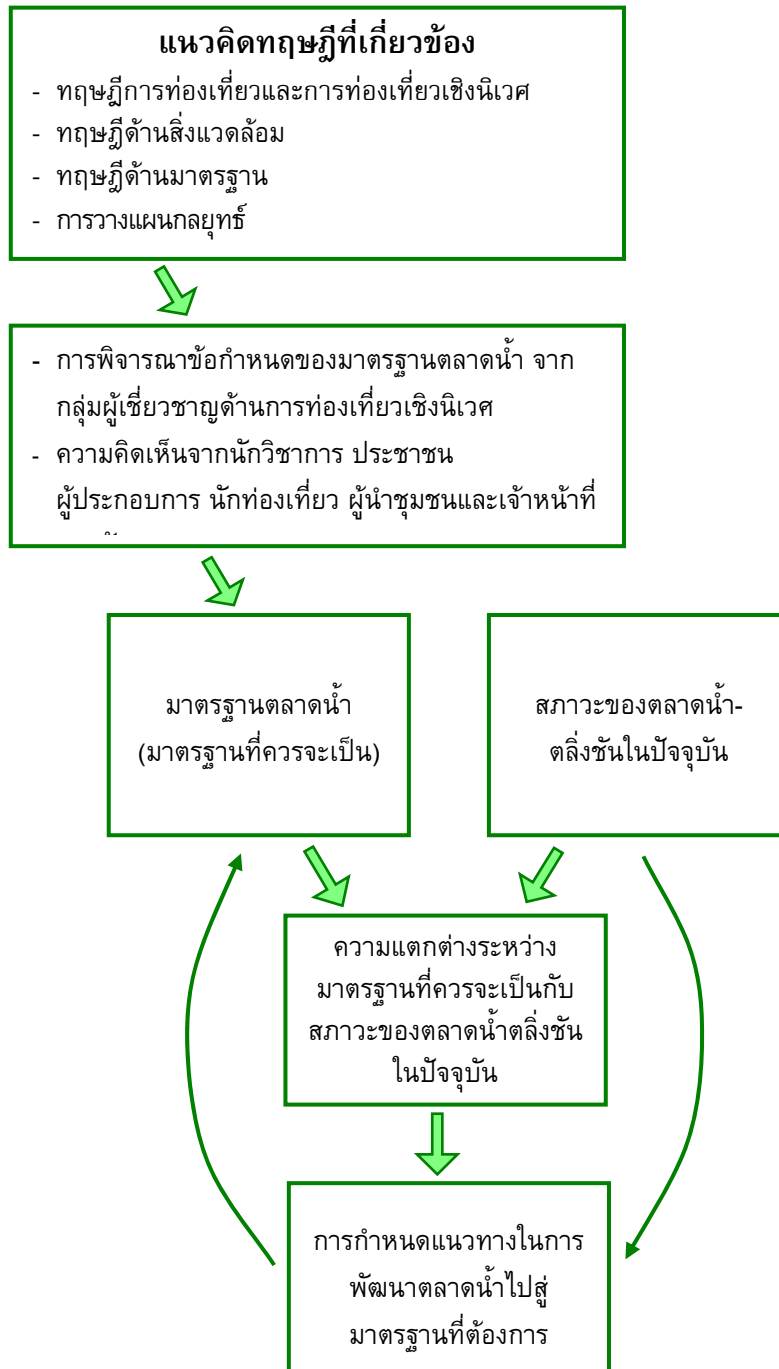 แนวคิดทฤษฎีที่เกี่ยวข้อง
- ทฤษฎีการท่องเที่ยวและการท่องเที่ยวเชิงนิเวศ
- ทฤษฎีด้านสิ่งแวดล้อม
- ทฤษฎีด้านมาตรฐาน
- การวางแผนกลยุทธ์
- การพิจารณาข้อกำหนดของมาตรฐานตลาดน้ำ จาก
กลุ่มผู้เชี่ยวชาญด้านการท่องเที่ยวเชิงนิเวศ
- ความคิดเห็นจากนักวิชาการ ประชาชน
ผู้ประกอบการ นักท่องเที่ยว ผู้นำชุมชนและเจ้าหน้าที่
มาตรฐานตลาดน้ำ
(มาตรฐานที่ควรจะเป็น)
สภาวะของตลาดน้ำ-
ตลิ่งชันในปัจจุบัน
ความแตกต่างระหว่าง
มาตรฐานที่ควรจะเป็นกับ
สภาวะของตลาดน้ำตลิ่งชัน
ในปัจจุบัน
การกำหนดแนวทางในการ
พัฒนาตลาดน้ำไปสู่
มาตรฐานที่ต้องการ